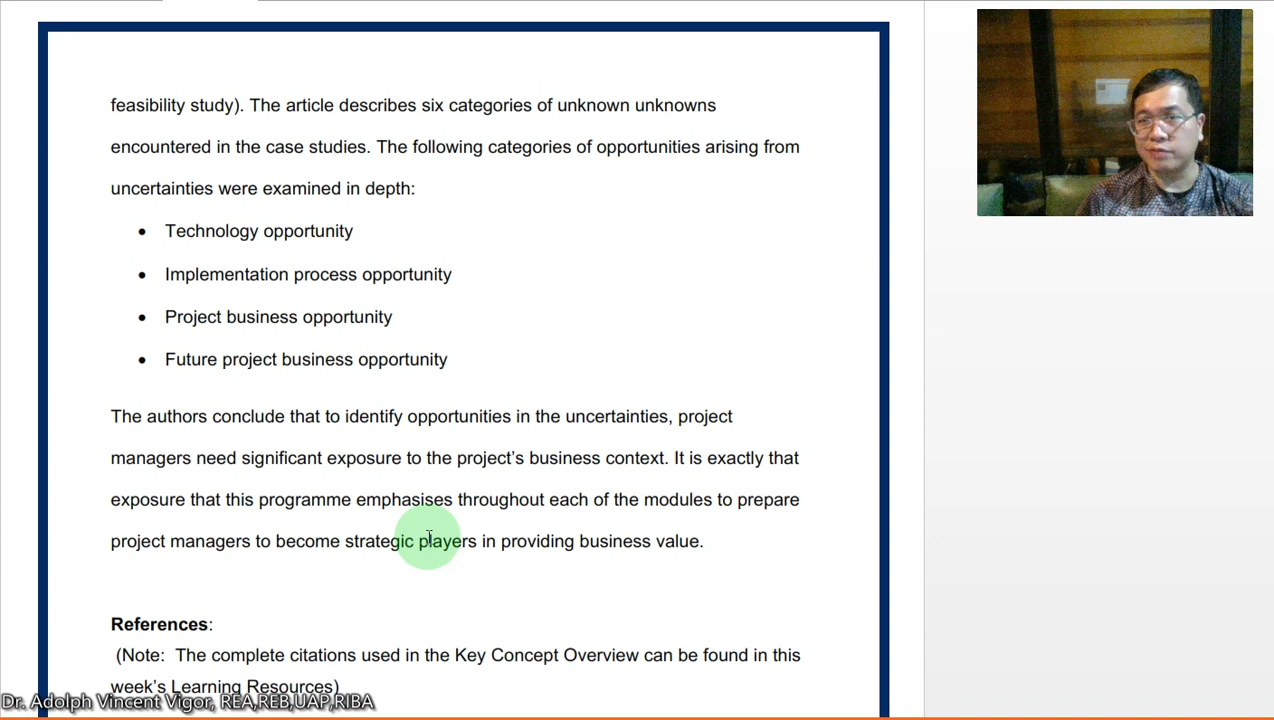 feasibility study). The article describes six categories of unknown unknowns
encountered in the case studies. The following categories of opportunities arising from
uncertainties were examined in depth:
• Technology opportunity
• Implementation process opportunity
• Project business opportunity
• Future project business opportunity
The authors conclude that to identify opportunities in the uncertainties, project
managers need significant exposure to the project’s business context. It is exactly that
exposure that this programme emphasises throughout each of the modules to prepare
project managers to become strategic players in providing business value.
References:
(Note: The complete citations used in the Key Concept Overview can be found in this
week’s Learning Resources)
Dr. Adolph Vincent Vigor, REA,REB,UAP,RIBA